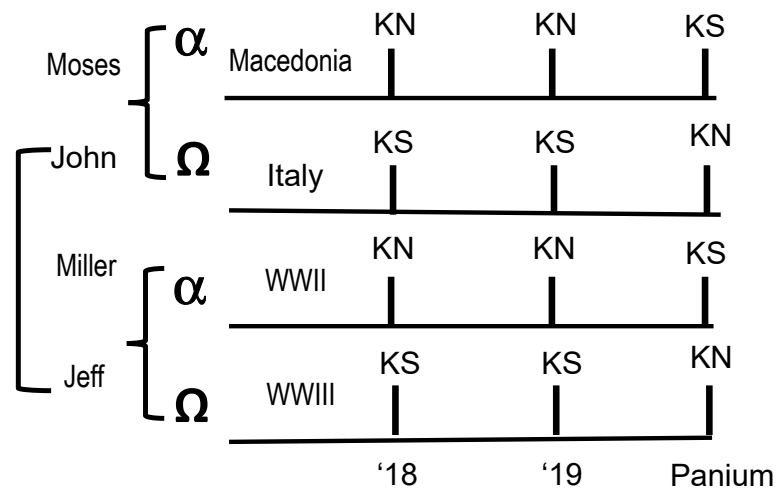 KN KN KS
Moses α Macedonia
KS KS KN
John Ω Italy
KN KN KS
Miller α WWII
KS KS KN
Jeff Ω WWIII
‘18 ‘19 Panium